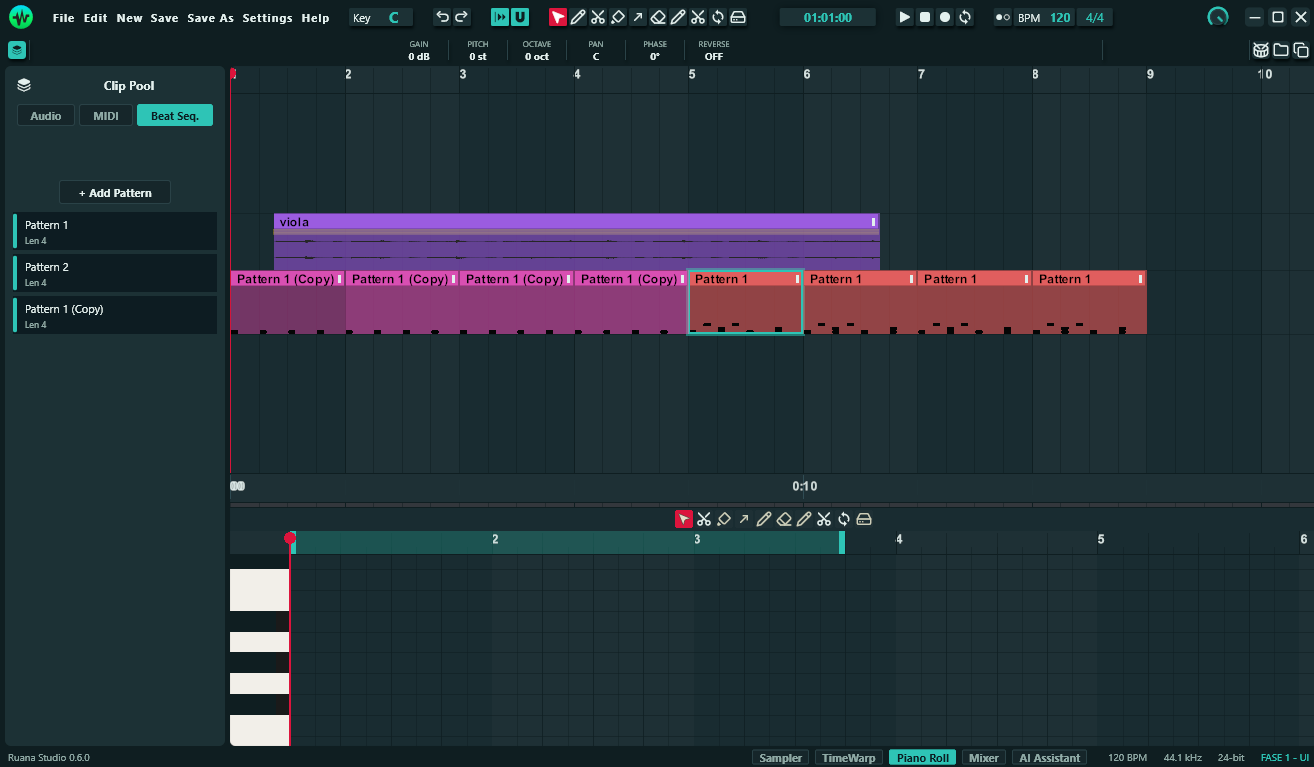 File Edit New Save Save As Settings Help Key C 01:01:00 BPM 120 4/4
GAIN PITCH OCTAVE PAN PHASE REVERSE
0 dB 0 st 0 oct C 0° OFF
Clip Pool
Audio MIDI Beat Seq.
+ Add Pattern
Pattern 1
Len 4
Pattern 2
Len 4
Pattern 1 (Copy)
Len 4
2 3 4 5 6 7 8 9 10
viola
Pattern 1 (Copy) Pattern 1 (Copy) Pattern 1 (Copy) Pattern 1 (Copy) Pattern 1 Pattern 1 Pattern 1 Pattern 1
00 0:10
2 3 4 5 6
Ruana Studio 0.6.0 Sampler TimeWarp Piano Roll Mixer AI Assistant 120 BPM 44.1 kHz 24-bit FASE 1 - UI